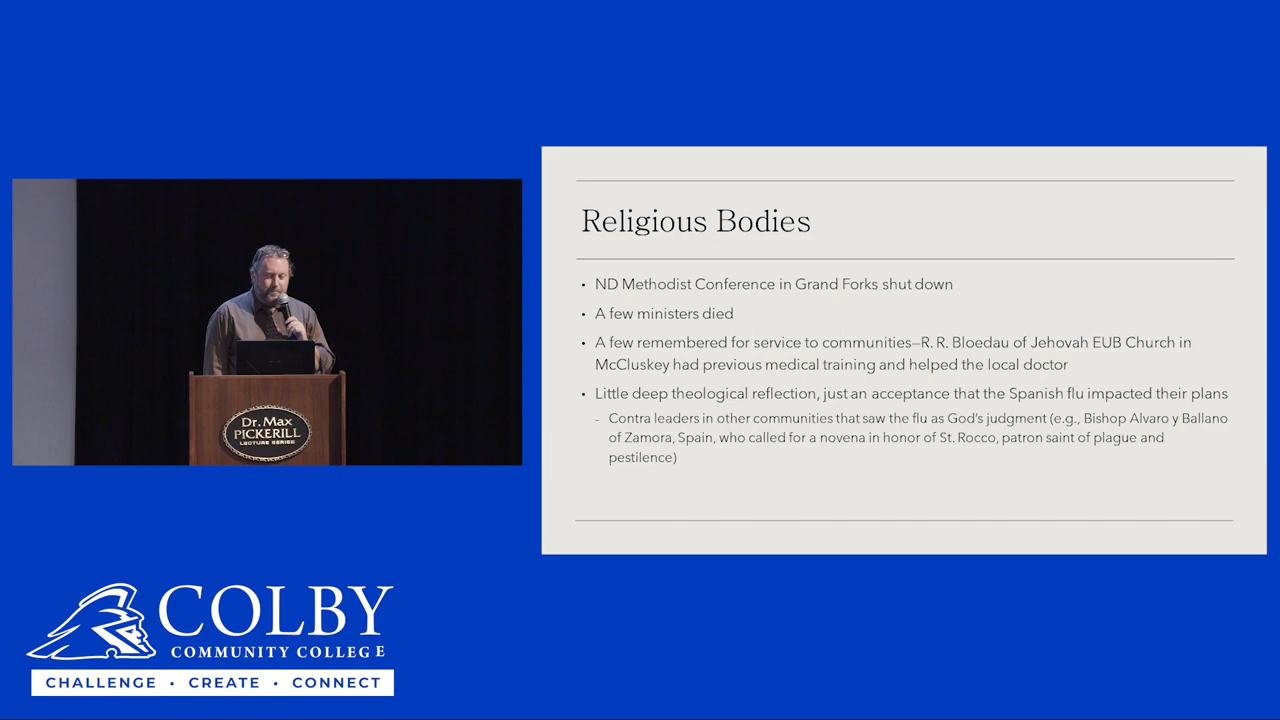 Dr. Max
PICKERILL
LECTURE SERIES
Religious Bodies
• ND Methodist Conference in Grand Forks shut down
• A few ministers died
• A few remembered for service to communities—R. R. Bloedau of Jehovah EUB Church in
McCluskey had previous medical training and helped the local doctor
• Little deep theological reflection, just an acceptance that the Spanish flu impacted their plans
– Contra leaders in other communities that saw the flu as God's judgment (e.g., Bishop Alvaro y Ballano
of Zamora, Spain, who called for a novena in honor of St. Rocco, patron saint of plague and
pestilence)
COLBY
COMMUNITY COLLEGE
CHALLENGE • CREATE • CONNECT